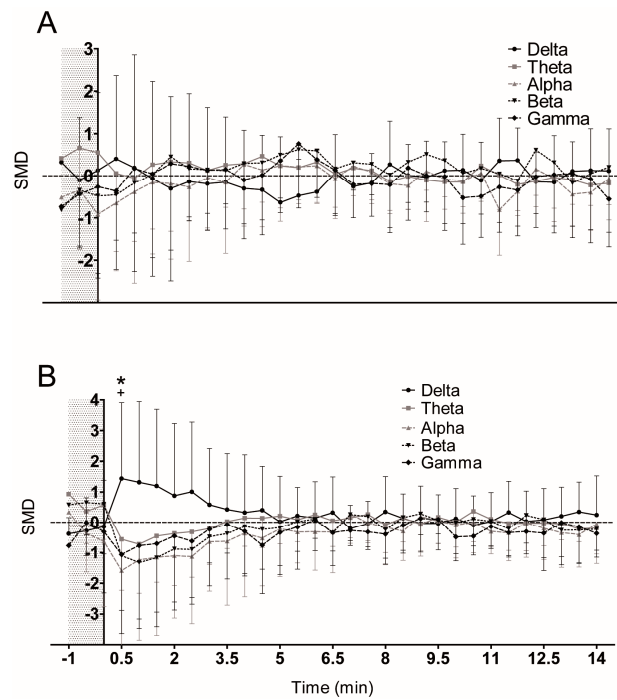 A
3
2
1
0
-1
-2
SMD
Delta
Theta
Alpha
Beta
Gamma
B
*
+
4
3
2
1
0
-1
-2
-3
SMD
Delta
Theta
Alpha
Beta
Gamma
-1 0.5 2 3.5 5 6.5 8 9.5 11 12.5 14
Time (min)